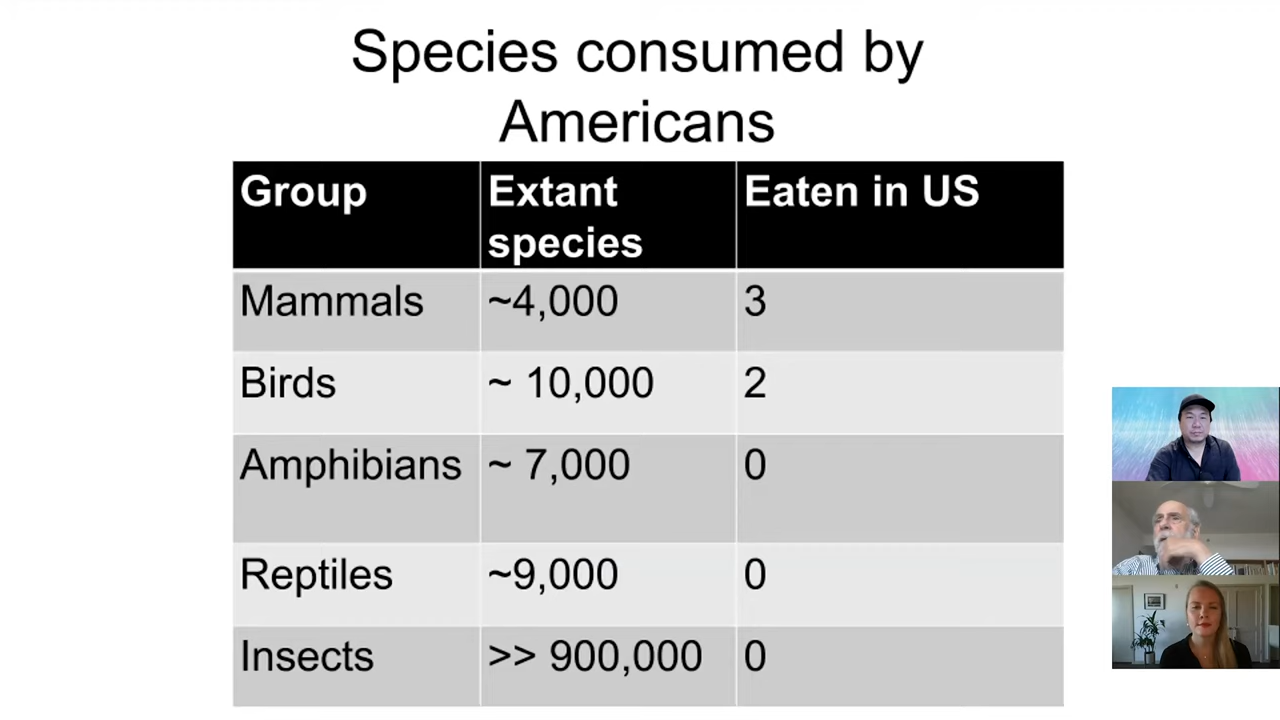 Species consumed by
Americans
Group Extant species Eaten in US
Mammals ~4,000 3
Birds ~ 10,000 2
Amphibians ~ 7,000 0
Reptiles ~9,000 0
Insects >> 900,000 0